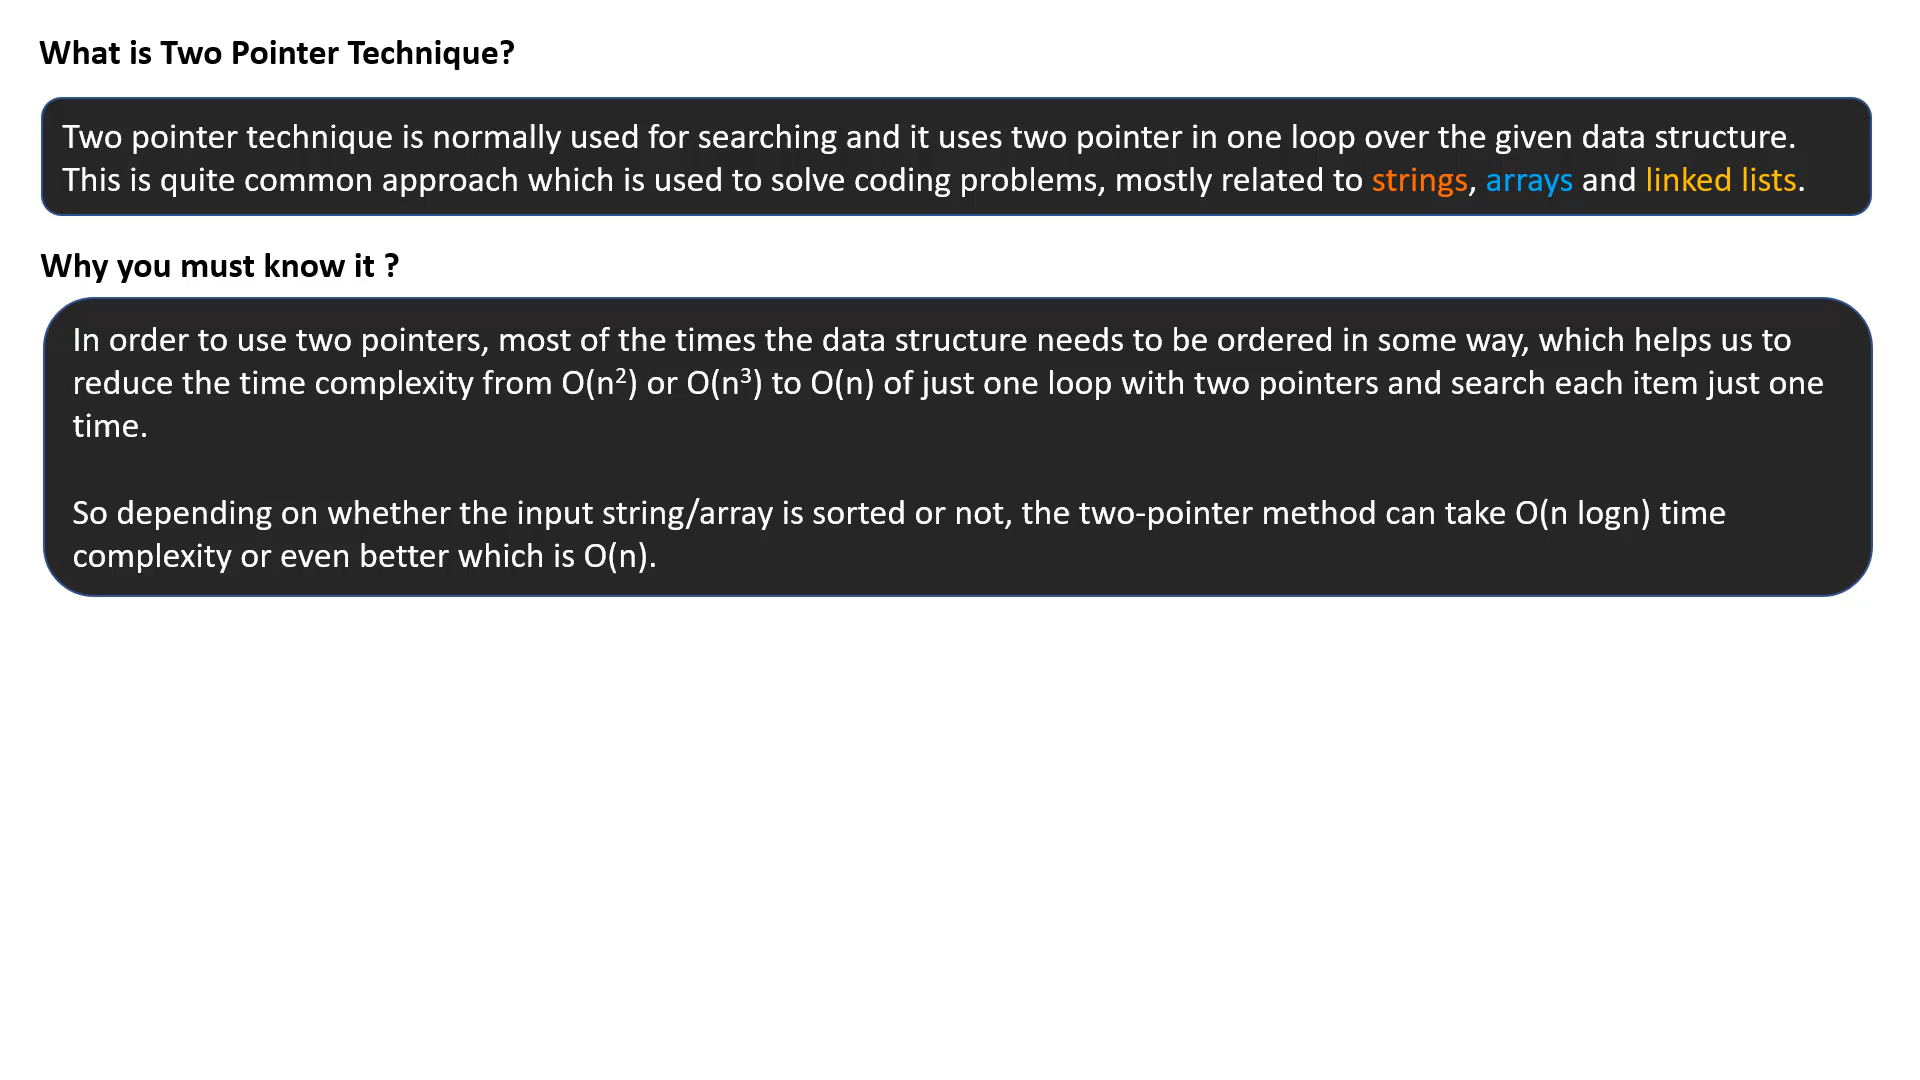 What is Two Pointer Technique?
Two pointer technique is normally used for searching and it uses two pointer in one loop over the given data structure.
This is quite common approach which is used to solve coding problems, mostly related to strings, arrays and linked lists.
Why you must know it ?
In order to use two pointers, most of the times the data structure needs to be ordered in some way, which helps us to
reduce the time complexity from O(n²) or O(n³) to O(n) of just one loop with two pointers and search each item just one
time.
So depending on whether the input string/array is sorted or not, the two-pointer method can take O(n logn) time
complexity or even better which is O(n).